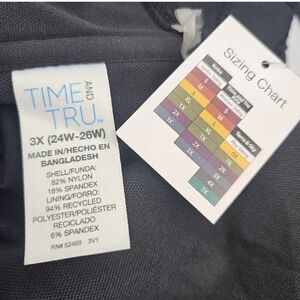 TIME AND TRU™
3X (24W-26W)
MADE IN/HECHO EN
BANGLADESH
SHELL/FUNDA:
82% NYLON
18% SPANDEX
LINING/FORRO:
94% RECYCLED
POLYESTER/POLIÉSTER
RECICLADO
6% SPANDEX
RN# 52469 3V1
Sizing Chart